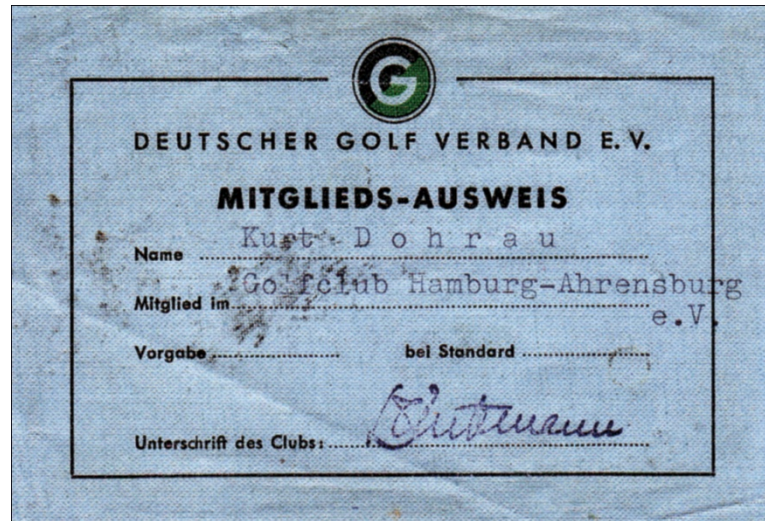 G
DEUTSCHER GOLF VERBAND E. V.
MITGLIEDS-AUSWEIS
Name Kurt Dohrau
Mitglied im Golfclub Hamburg-Ahrensburg
e.V.
Vorgabe bei Standard
Unterschrift des Clubs: